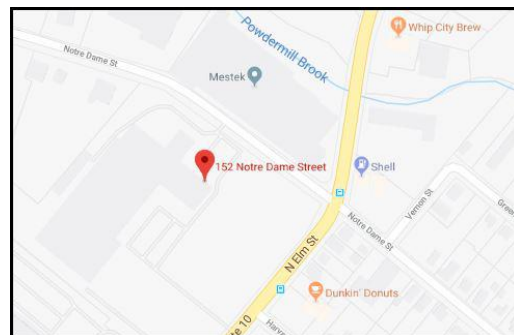 Whip City Brew
Powdermill Brook
Notre Dame St
Mestek
152 Notre Dame Street
Shell
Vernon St
Notre Dame St
N Elm St
Dunkin' Donuts